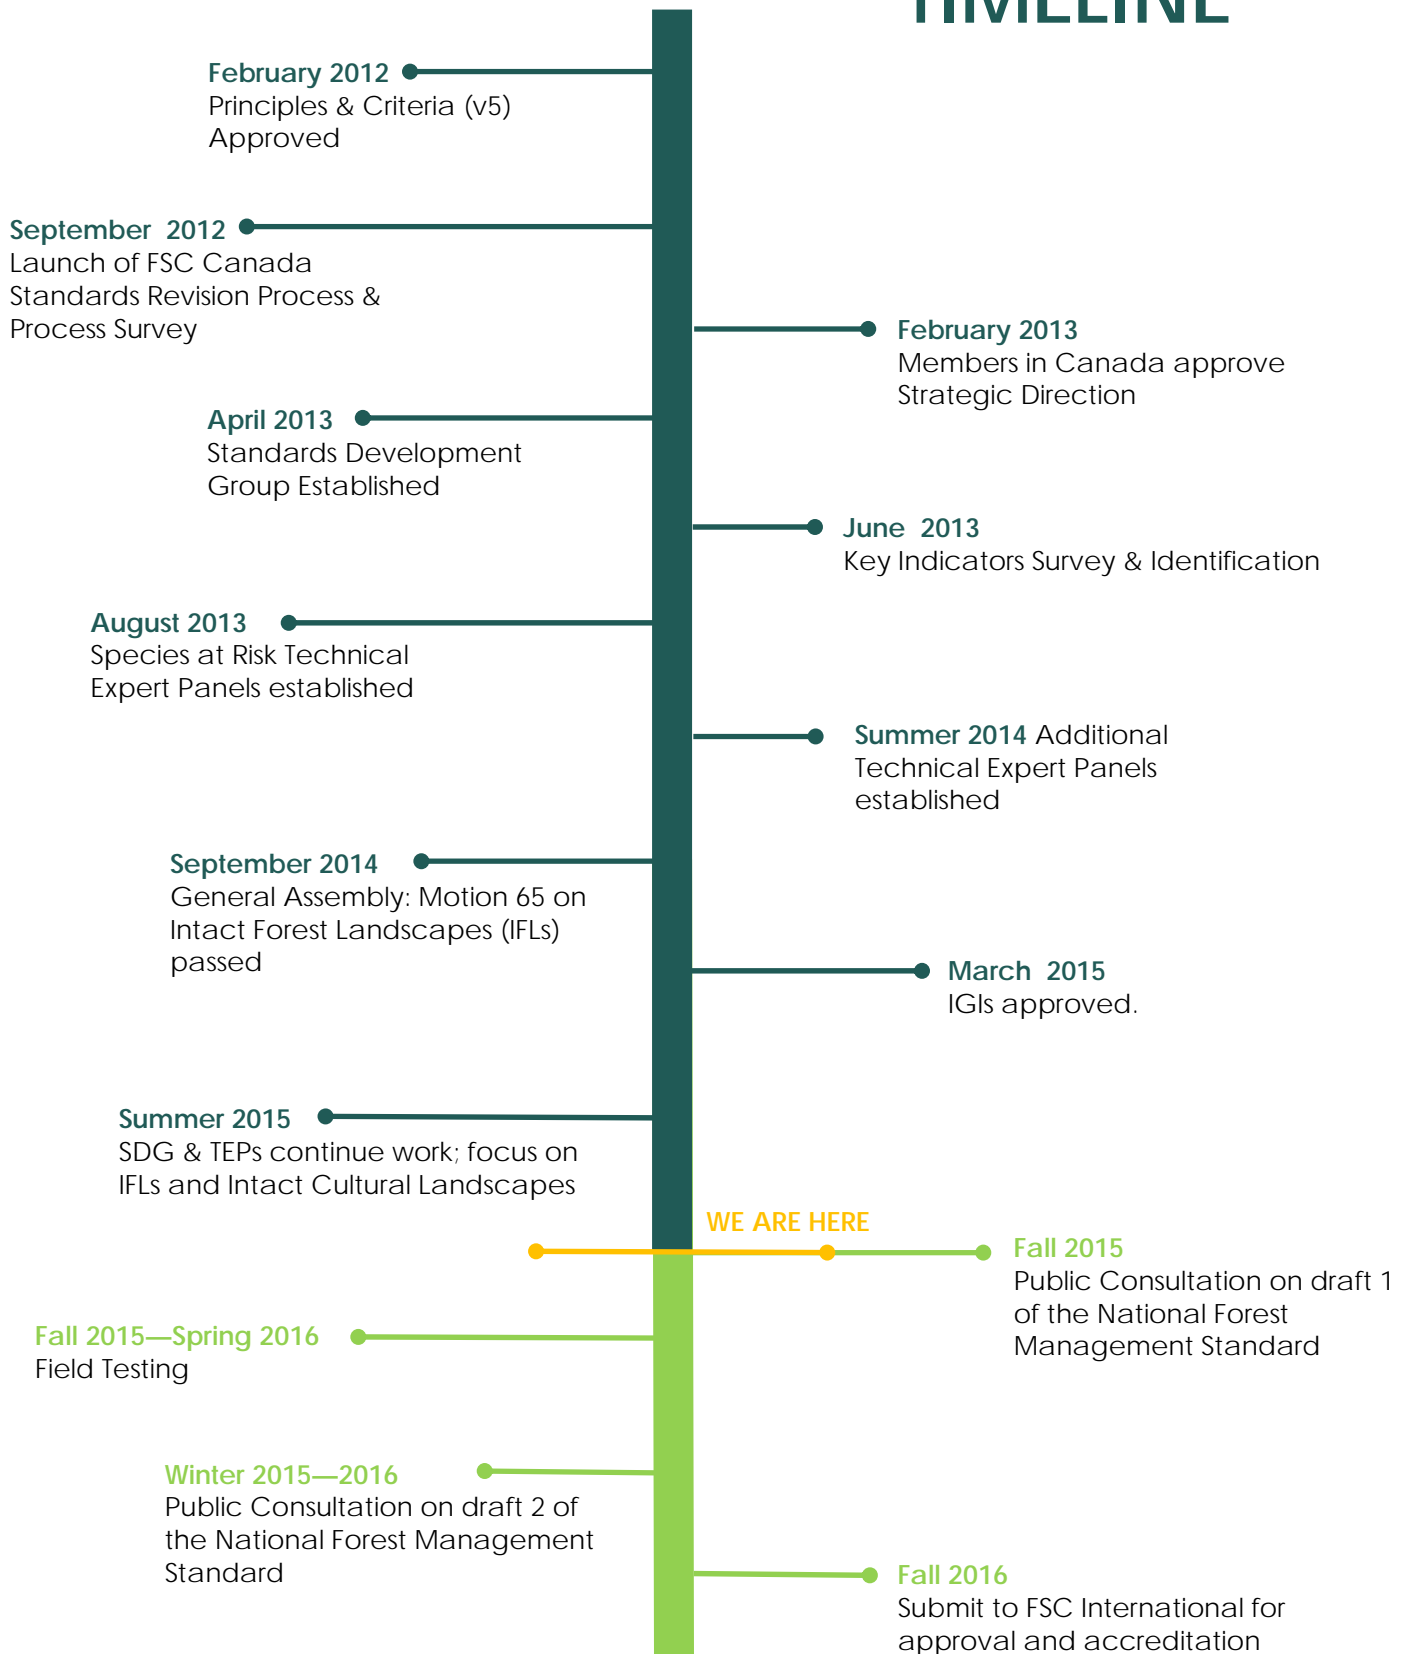 TIMELINE
February 2012
Principles & Criteria (v5)
Approved
September 2012
Launch of FSC Canada
Standards Revision Process &
Process Survey
February 2013
Members in Canada approve
Strategic Direction
April 2013
Standards Development
Group Established
June 2013
Key Indicators Survey & Identification
August 2013
Species at Risk Technical
Expert Panels established
Summer 2014 Additional
Technical Expert Panels
established
September 2014
General Assembly: Motion 65 on
Intact Forest Landscapes (IFLs)
passed
March 2015
IGIs approved.
Summer 2015
SDG & TEPs continue work; focus on
IFLs and Intact Cultural Landscapes
WE ARE HERE
Fall 2015
Public Consultation on draft 1
of the National Forest
Management Standard
Fall 2015—Spring 2016
Field Testing
Winter 2015—2016
Public Consultation on draft 2 of
the National Forest Management
Standard
Fall 2016
Submit to FSC International for
approval and accreditation